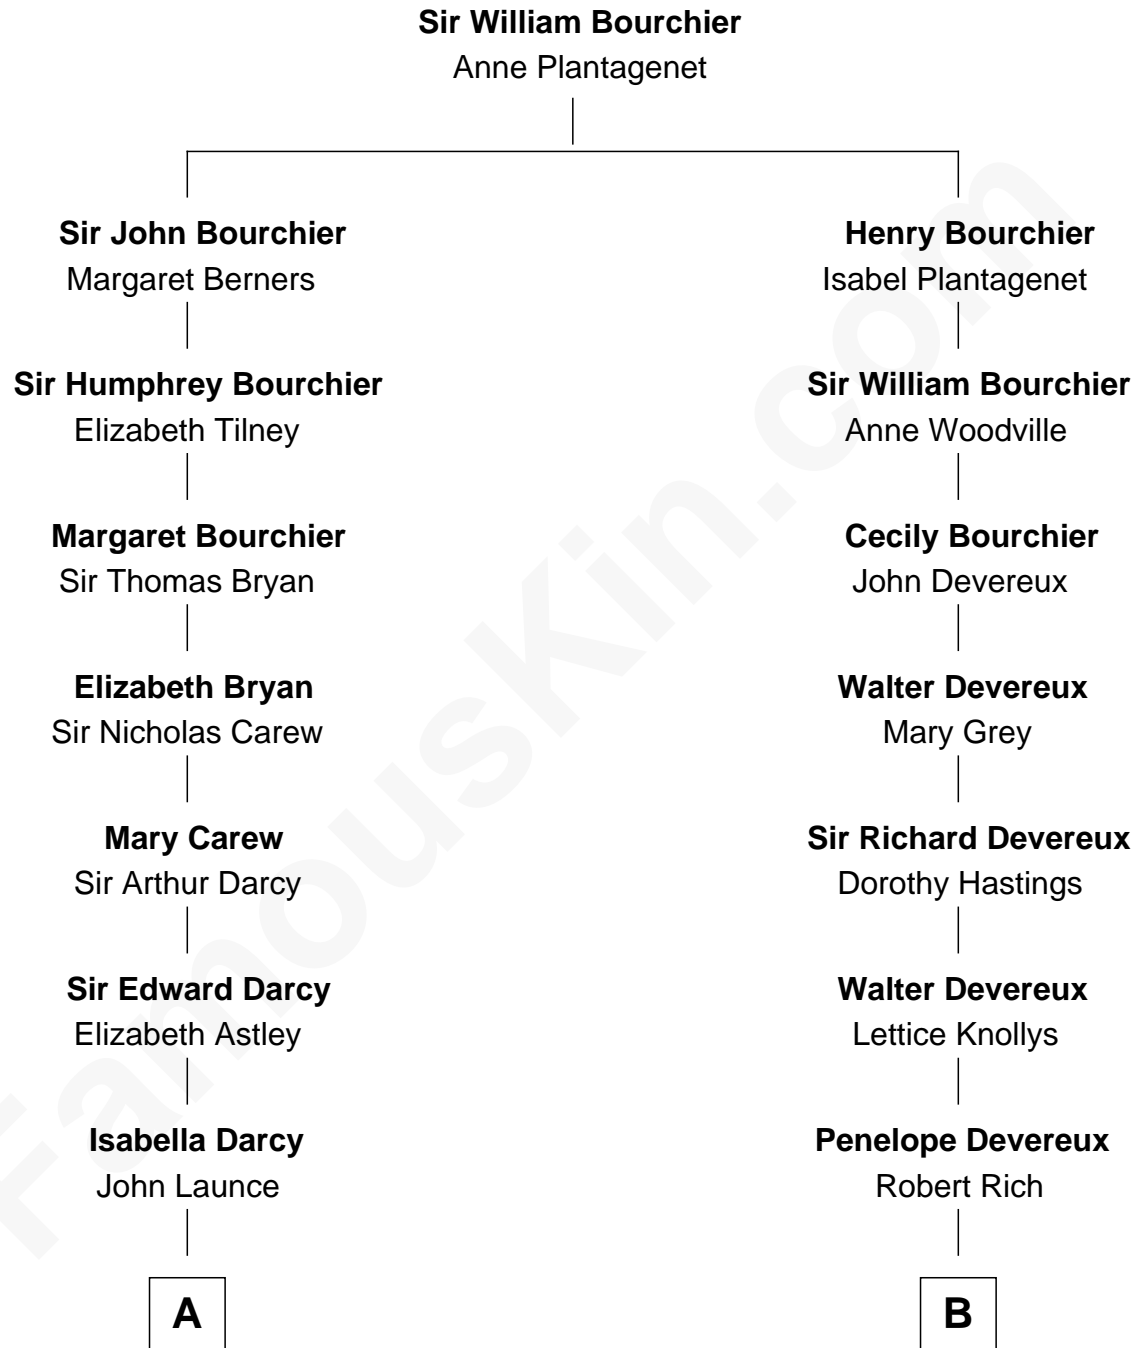 Sir William Bourchier
Anne Plantagenet
Sir John Bourchier
Margaret Berners
Henry Bourchier
Isabel Plantagenet
Sir Humphrey Bourchier
Elizabeth Tilney
Sir William Bourchier
Anne Woodville
Margaret Bourchier
Sir Thomas Bryan
Cecily Bourchier
John Devereux
Elizabeth Bryan
Sir Nicholas Carew
Walter Devereux
Mary Grey
Mary Carew
Sir Arthur Darcy
Sir Richard Devereux
Dorothy Hastings
Sir Edward Darcy
Elizabeth Astley
Walter Devereux
Lettice Knollys
Isabella Darcy
John Launce
Penelope Devereux
Robert Rich
A
B
FamousKin.com